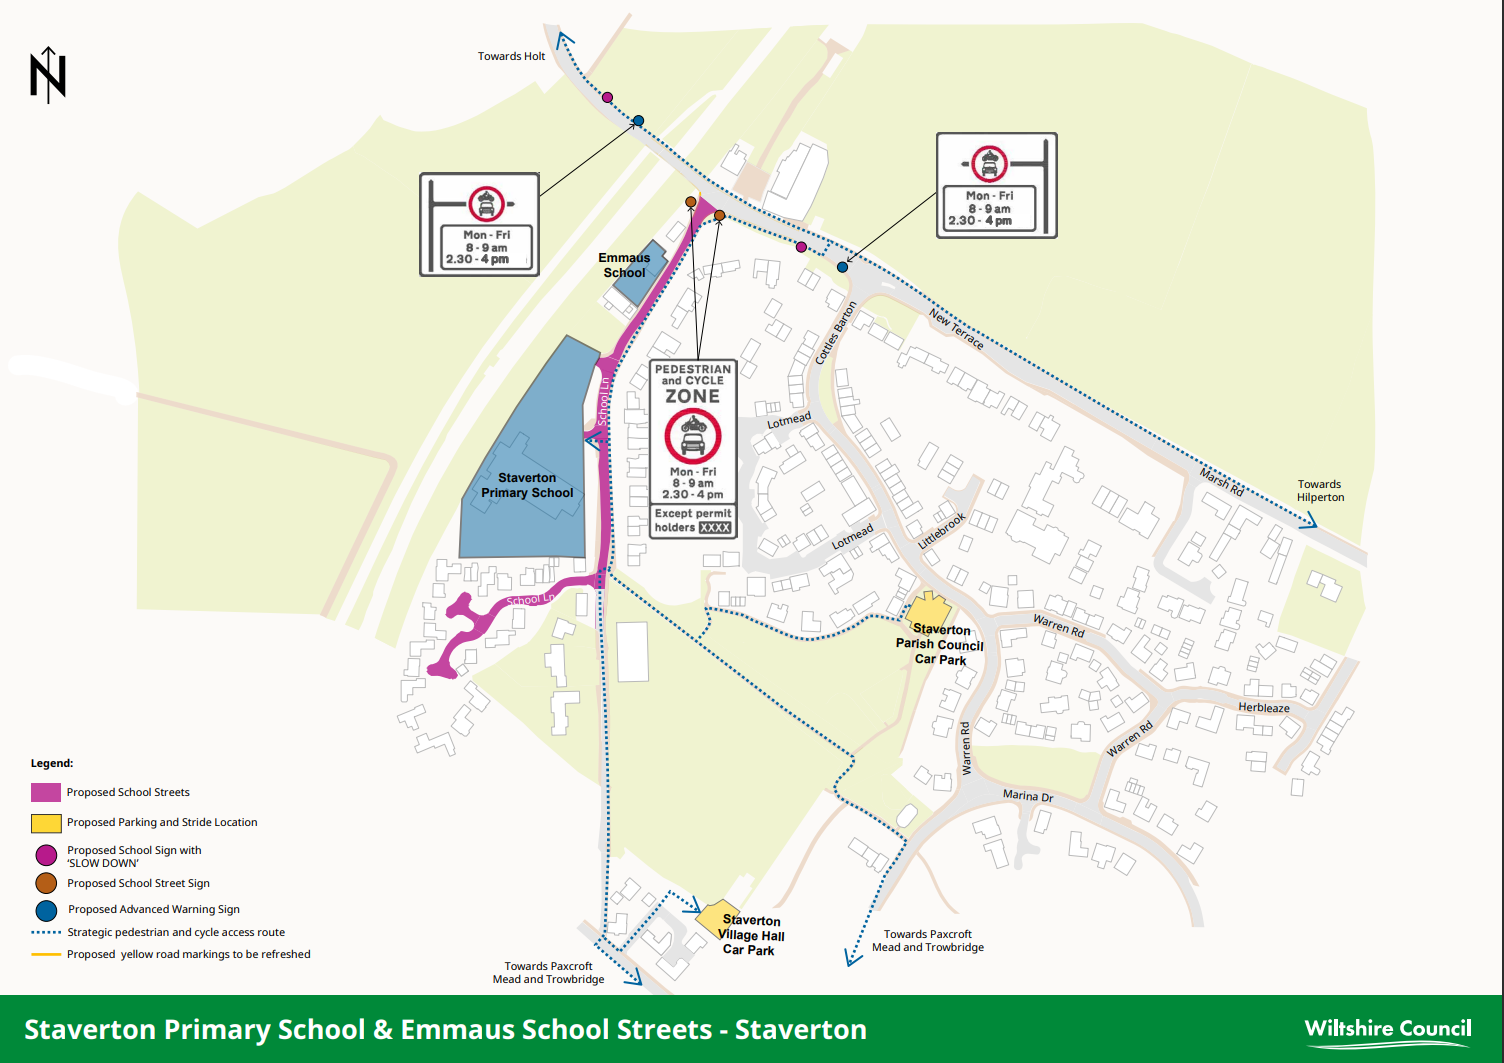 N
Towards Holt
Mon - Fri
8 - 9 am
2.30 - 4 pm
Mon - Fri
8 - 9 am
2.30 - 4 pm
Emmaus
School
New Terrace
Cottles Barton
PEDESTRIAN
and CYCLE
ZONE
Mon - Fri
8 - 9 am
2.30 - 4 pm
Except permit
holders XXXX
School Ln
Lotmead
Staverton
Primary School
Marsh Rd
Towards
Hilperton
Lotmead
Littlebrook
School Ln
Staverton
Parish Council
Car Park
Warren Rd
Herbleaze
Warren Rd
Warren Rd
Marina Dr
Legend:
Proposed School Streets
Proposed Parking and Stride Location
Proposed School Sign with
‘SLOW DOWN’
Proposed School Street Sign
Proposed Advanced Warning Sign
Strategic pedestrian and cycle access route
Proposed yellow road markings to be refreshed
Staverton
Village Hall
Car Park
Towards Paxcroft
Mead and Trowbridge
Towards Paxcroft
Mead and Trowbridge
Staverton Primary School & Emmaus School Streets - Staverton
Wiltshire Council